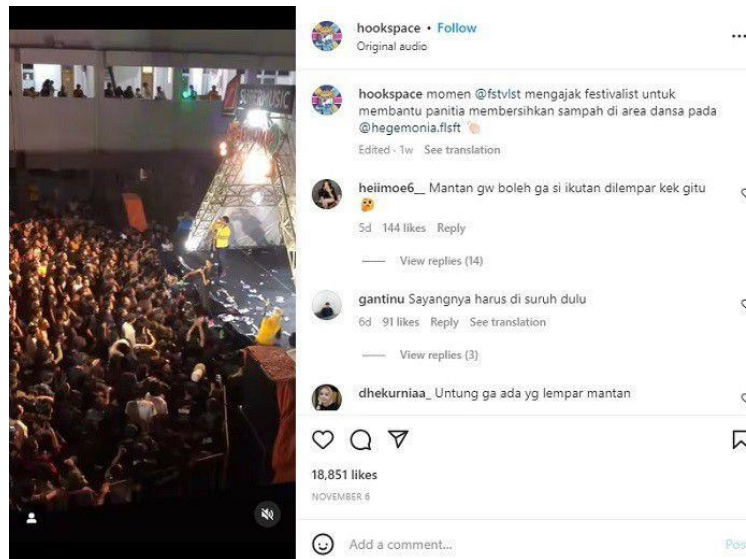 SUPERMUSIC
hookspace • Follow
Original audio
hookspace momen @fstvlst mengajak festivalist untuk
membantu panitia membersihkan sampah di area dansa pada
@hegemonia.flsft
Edited · 1w See translation
heiimoe6__ Mantan gw boleh ga si ikutan dilempar kek gitu
5d 144 likes Reply
View replies (14)
gantinu Sayangnya harus di suruh dulu
6d 91 likes Reply See translation
View replies (3)
dhekurniaa_ Untung ga ada yg lempar mantan
18,851 likes
NOVEMBER 6
Add a comment...
Pos